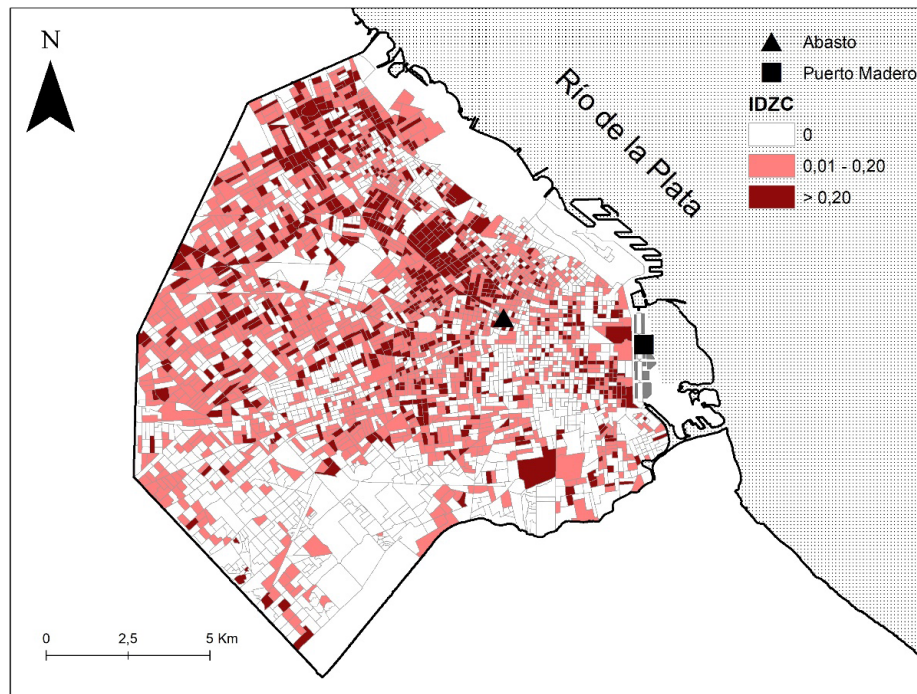 N
Río de la Plata
Abasto
Puerto Madero
IDZC
0
0,01 - 0,20
> 0,20
0 2,5 5 Km